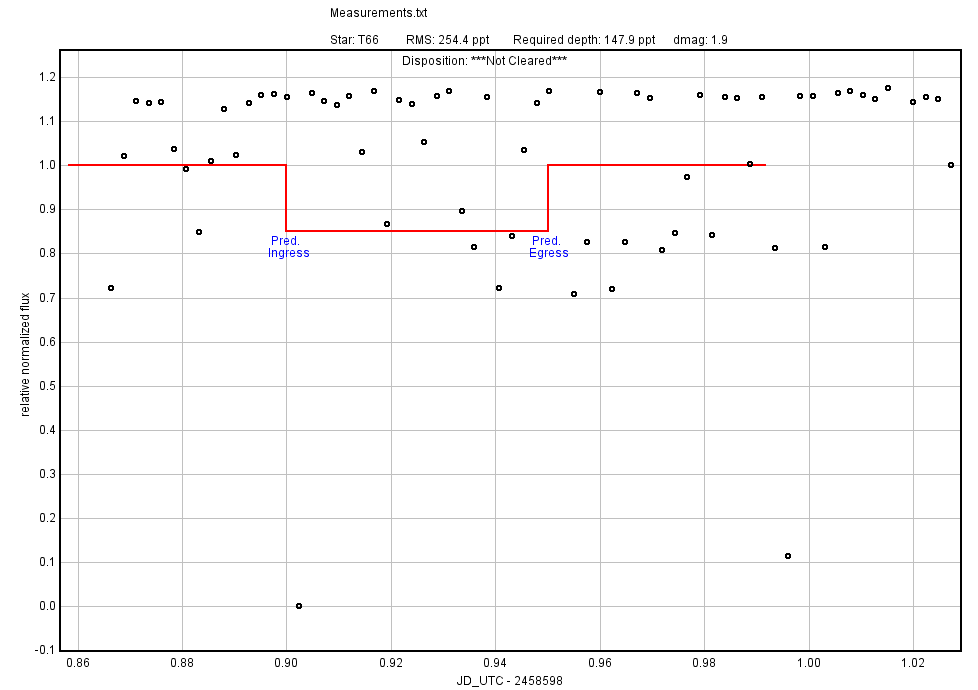 Measurements.txt
Star: T66 RMS: 254.4 ppt Required depth: 147.9 ppt dmag: 1.9
Disposition: ***Not Cleared***
1.2
1.1
1.0
0.9
0.8
0.7
0.6
0.5
0.4
0.3
0.2
0.1
0.0
-0.1
relative normalized flux
Pred.
Ingress
Pred.
Egress
0.86 0.88 0.90 0.92 0.94 0.96 0.98 1.00 1.02
JD_UTC - 2458598